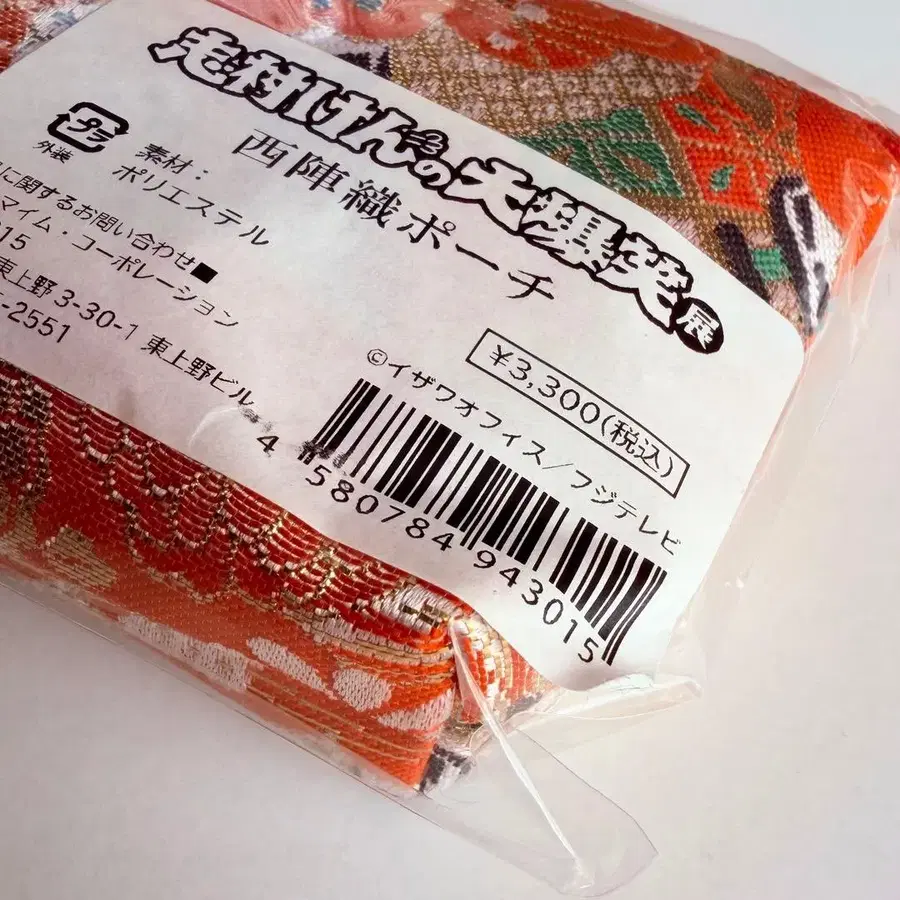 志村けんの大爆笑展
西陣織ポーチ
プラ
外装
素材：
ポリエステル
に関するお問い合わせ■
マイム・コーポレーション
15
東上野3-30-1 東上野ビル
-2551
¥3,300(税込)
©イザワオフィス/フジテレビ
4 580784 943015